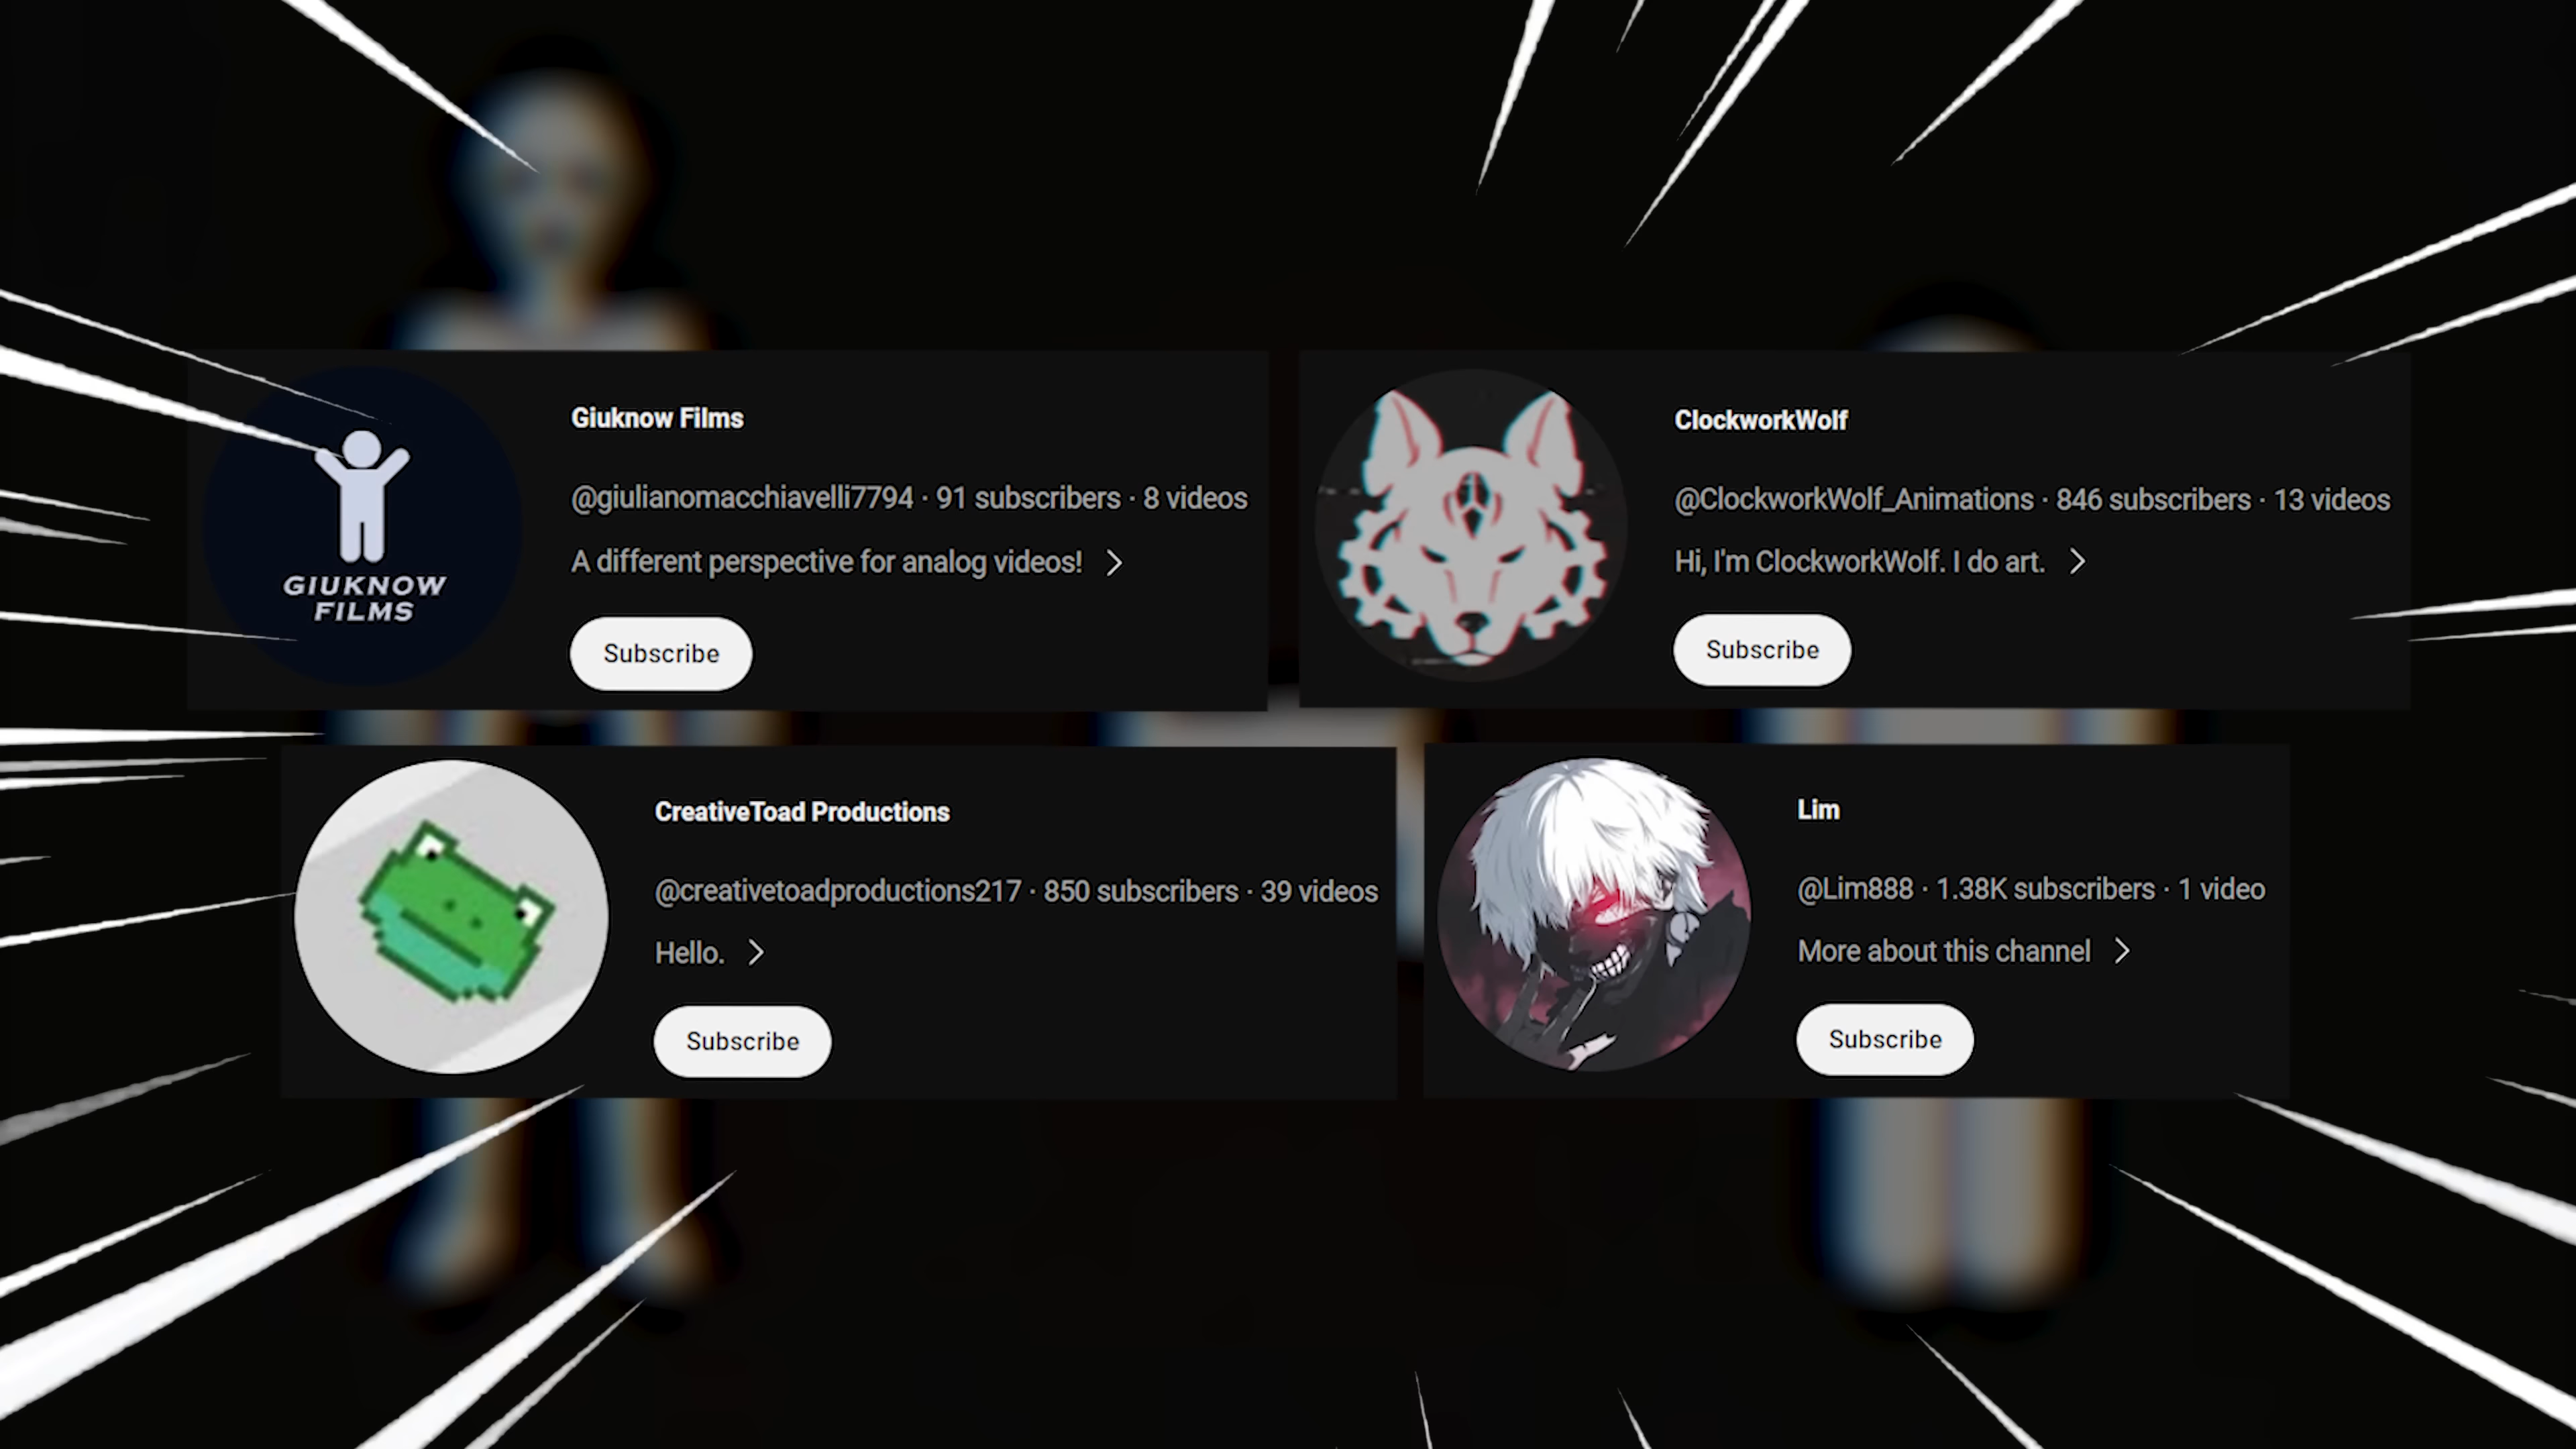 GIUKNOW
FILMS
Giuknow Films
@giulianomacchiavelli7794 · 91 subscribers · 8 videos
A different perspective for analog videos!
Subscribe
ClockworkWolf
@ClockworkWolf_Animations · 846 subscribers · 13 videos
Hi, I'm ClockworkWolf. I do art.
Subscribe
CreativeToad Productions
@creativetoadproductions217 · 850 subscribers · 39 videos
Hello.
Subscribe
Lim
@Lim888 · 1.38K subscribers · 1 video
More about this channel
Subscribe